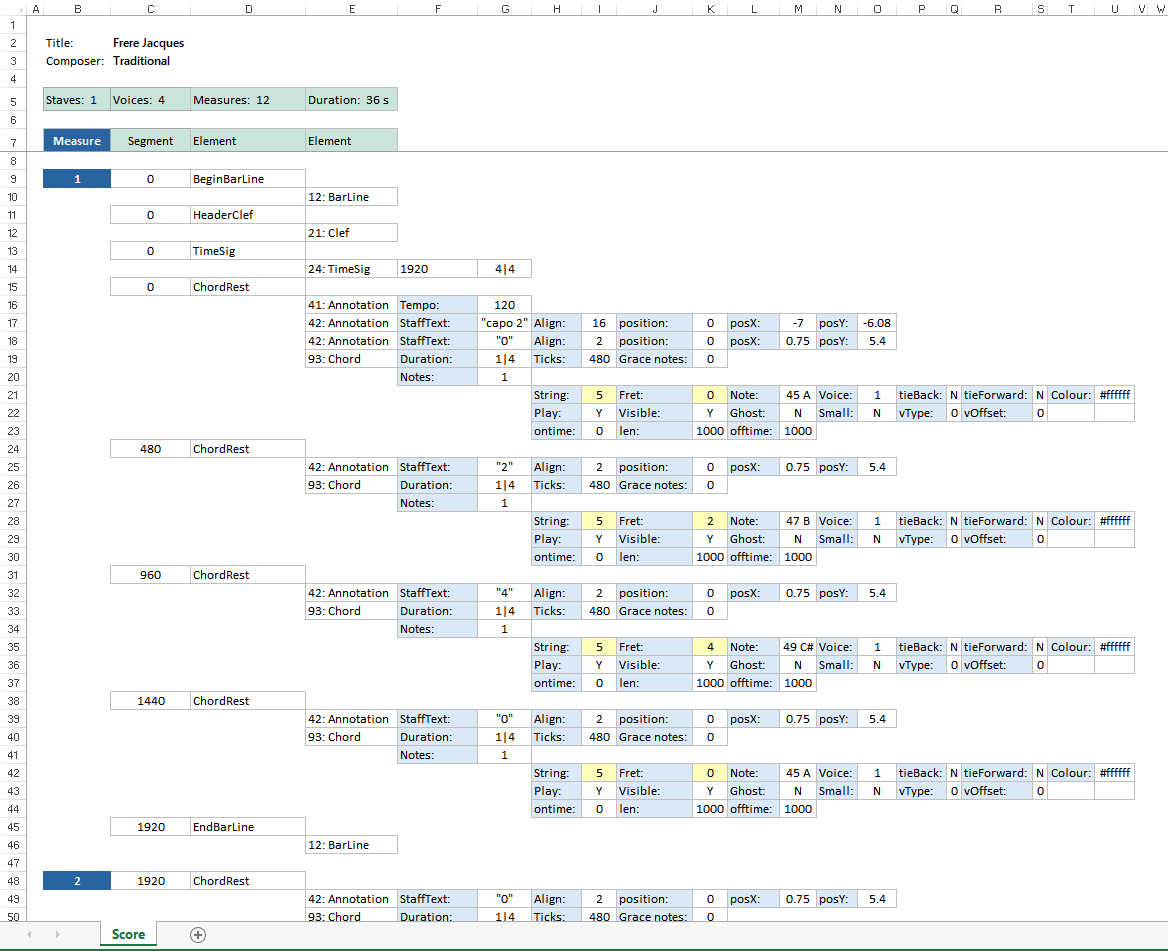 A B C D E F G H I J K L M N O P Q R S T U V W
1
2 Title: Frere Jacques
3 Composer: Traditional
4
5 Staves: 1 Voices: 4 Measures: 12 Duration: 36 s
6
7 Measure Segment Element Element
8
9 1 0 BeginBarLine
10 12: BarLine
11 0 HeaderClef
12 21: Clef
13 0 TimeSig
14 24: TimeSig 1920 4|4
15 0 ChordRest
16 41: Annotation Tempo: 120
17 42: Annotation StaffText: "capo 2" Align: 16 position: 0 posX: -7 posY: -6.08
18 42: Annotation StaffText: "0" Align: 2 position: 0 posX: 0.75 posY: 5.4
19 93: Chord Duration: 1|4 Ticks: 480 Grace notes: 0
20 Notes: 1
21 String: 5 Fret: 0 Note: 45 A Voice: 1 tieBack: N tieForward: N Colour: #ffffff
22 Play: Y Visible: Y Ghost: N Small: N vType: 0 vOffset: 0
23 ontime: 0 len: 1000 offtime: 1000
24 480 ChordRest
25 42: Annotation StaffText: "2" Align: 2 position: 0 posX: 0.75 posY: 5.4
26 93: Chord Duration: 1|4 Ticks: 480 Grace notes: 0
27 Notes: 1
28 String: 5 Fret: 2 Note: 47 B Voice: 1 tieBack: N tieForward: N Colour: #ffffff
29 Play: Y Visible: Y Ghost: N Small: N vType: 0 vOffset: 0
30 ontime: 0 len: 1000 offtime: 1000
31 960 ChordRest
32 42: Annotation StaffText: "4" Align: 2 position: 0 posX: 0.75 posY: 5.4
33 93: Chord Duration: 1|4 Ticks: 480 Grace notes: 0
34 Notes: 1
35 String: 5 Fret: 4 Note: 49 C# Voice: 1 tieBack: N tieForward: N Colour: #ffffff
36 Play: Y Visible: Y Ghost: N Small: N vType: 0 vOffset: 0
37 ontime: 0 len: 1000 offtime: 1000
38 1440 ChordRest
39 42: Annotation StaffText: "0" Align: 2 position: 0 posX: 0.75 posY: 5.4
40 93: Chord Duration: 1|4 Ticks: 480 Grace notes: 0
41 Notes: 1
42 String: 5 Fret: 0 Note: 45 A Voice: 1 tieBack: N tieForward: N Colour: #ffffff
43 Play: Y Visible: Y Ghost: N Small: N vType: 0 vOffset: 0
44 ontime: 0 len: 1000 offtime: 1000
45 1920 EndBarLine
46 12: BarLine
47
48 2 1920 ChordRest
49 42: Annotation StaffText: "0" Align: 2 position: 0 posX: 0.75 posY: 5.4
50 93: Chord Duration: 1|4 Ticks: 480 Grace notes: 0
Score